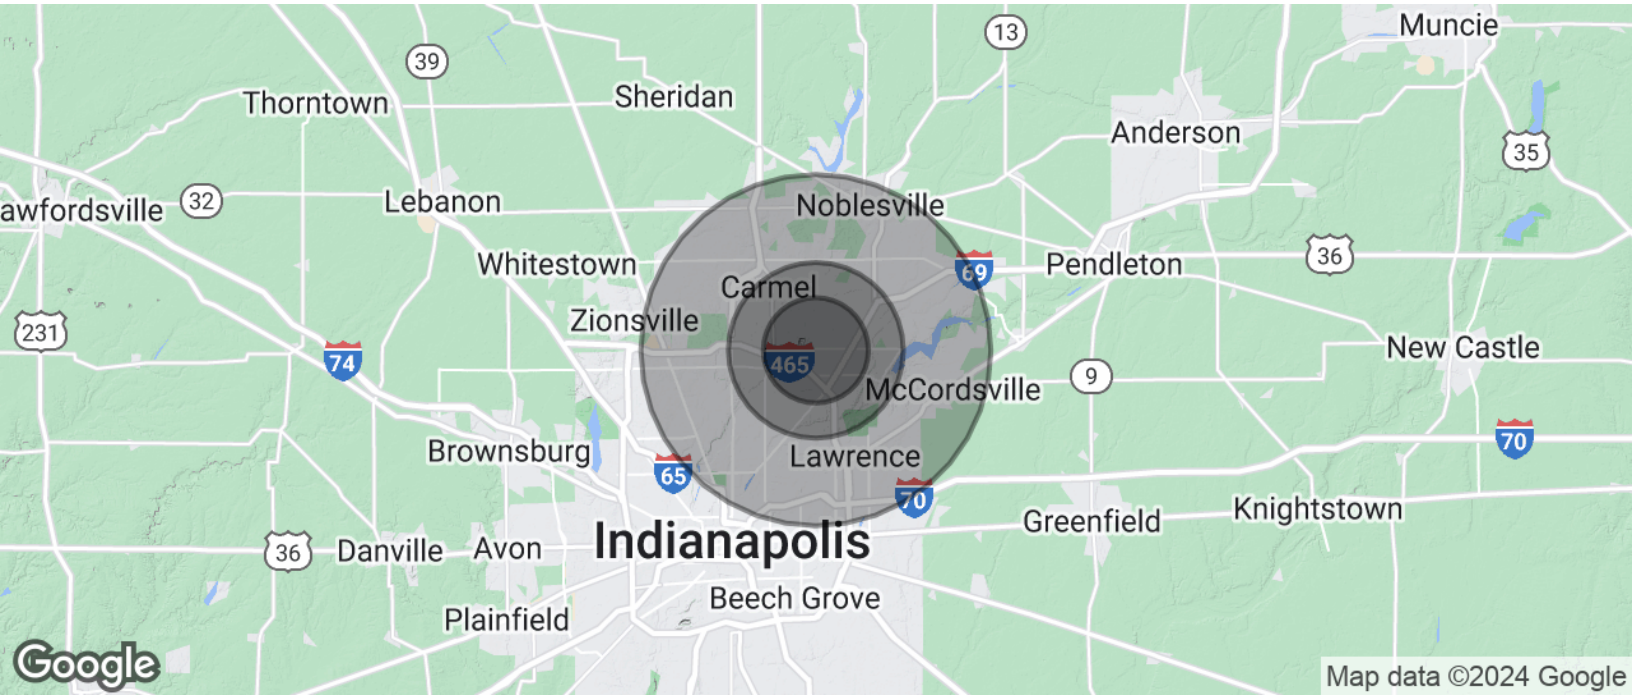 Muncie
13
39
Sheridan
Thorntown
Anderson
35
32
Lebanon
awfordsville
Noblesville
36
Whitestown
Pendleton
69
Carmel
Zionsville
231
New Castle
74
465
9
McCordsville
70
Brownsburg
Lawrence
65
70
Knightstown
Greenfield
Indianapolis
36
Danville
Avon
Beech Grove
Plainfield
Google
Map data ©2024 Google